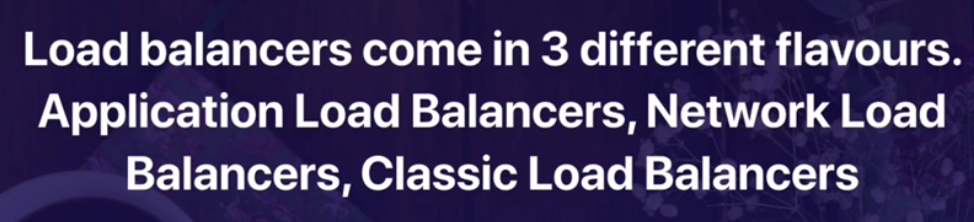 Load balancers come in 3 different flavours.
Application Load Balancers, Network Load
Balancers, Classic Load Balancers